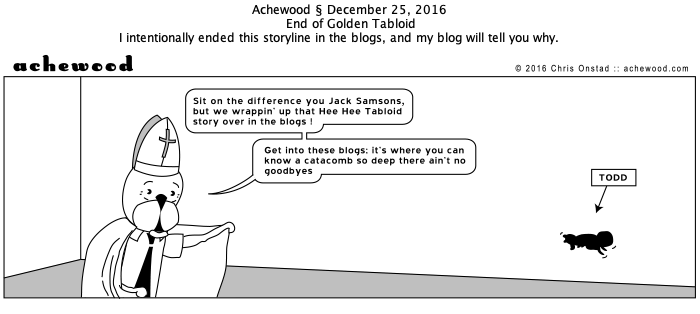 Achewood § December 25, 2016
End of Golden Tabloid
I intentionally ended this storyline in the blogs, and my blog will tell you why.
achewood
© 2016 Chris Onstad :: achewood.com
Sit on the difference you Jack Samsons,
but we wrappin' up that Hee Hee Tabloid
story over in the blogs !
Get into these blogs: it's where you can
know a catacomb so deep there ain't no
goodbyes
TODD